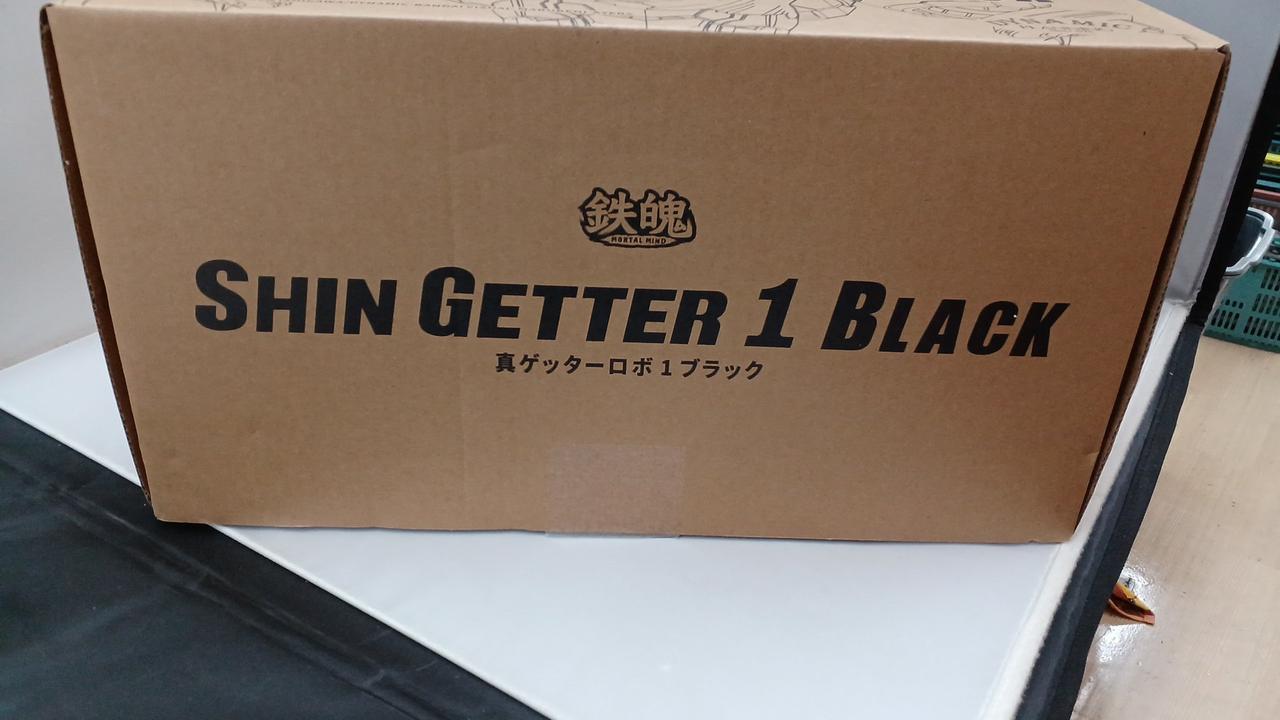 DYNAMIC
鉄魄
MORTAL MIND
SHIN GETTER 1 BLACK
真ゲッターロボ1ブラック